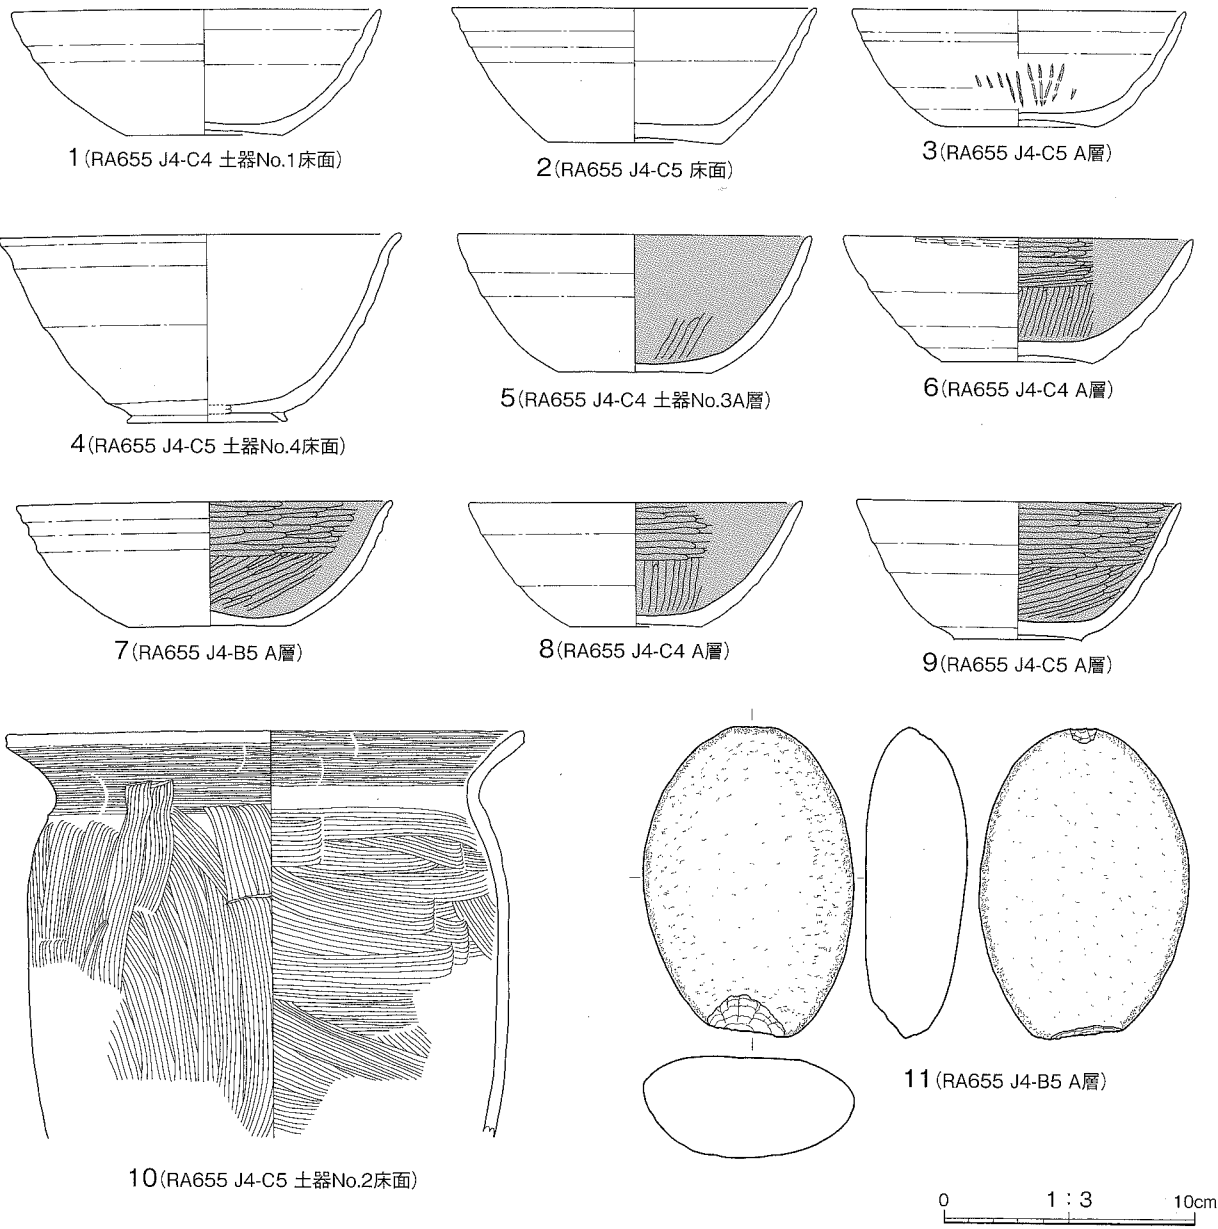 1(RA655 J4-C4 土器No.1床面)
2(RA655 J4-C5 床面)
3(RA655 J4-C5 A層)
4(RA655 J4-C5 土器No.4床面)
5(RA655 J4-C4 土器No.3A層)
6(RA655 J4-C4 A層)
7(RA655 J4-B5 A層)
8(RA655 J4-C4 A層)
9(RA655 J4-C5 A層)
10(RA655 J4-C5 土器No.2床面)
11(RA655 J4-B5 A層)
0 1:3 10cm